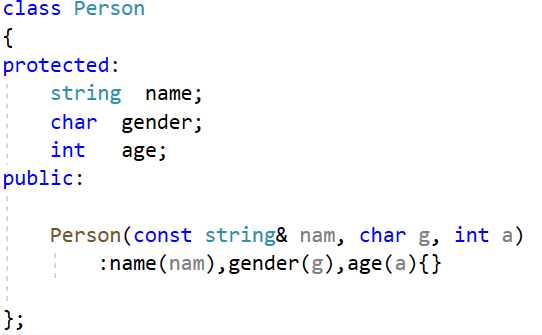 class Person
{
protected:
    string  name;
    char  gender;
    int   age;
public:
    Person(const string& nam, char g, int a)
        :name(nam),gender(g),age(a){}
};